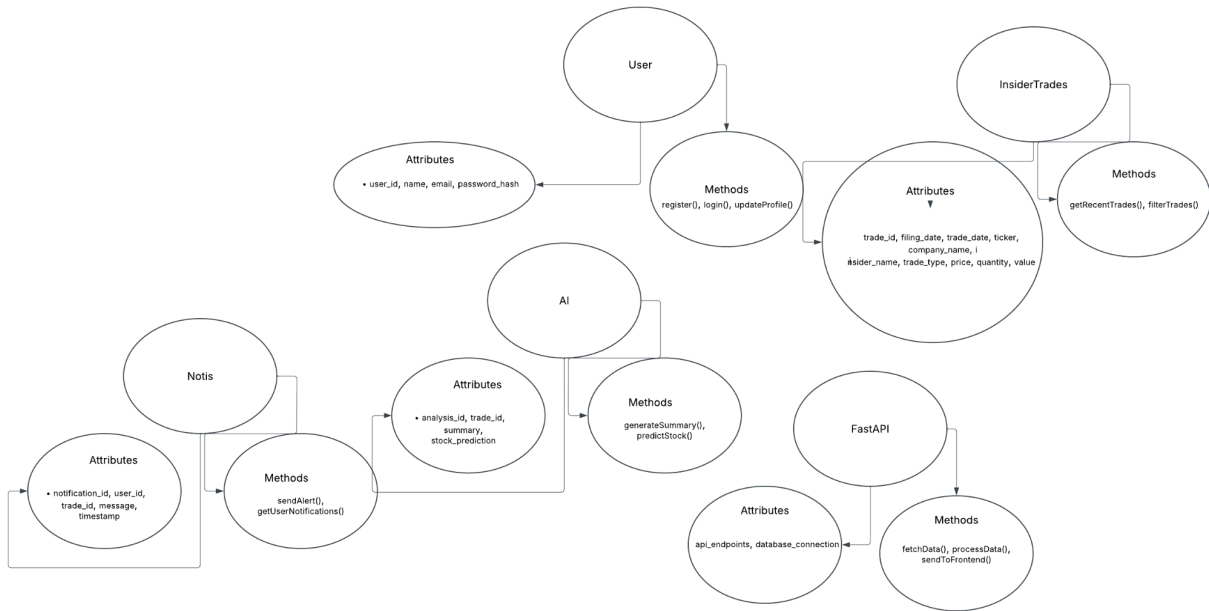 User
Attributes
• user_id, name, email, password_hash
Methods
register(), login(), updateProfile()
InsiderTrades
Attributes
trade_id, filing_date, trade_date, ticker,
company_name, i
nsider_name, trade_type, price, quantity, value
Methods
getRecentTrades(), filterTrades()
AI
Attributes
• analysis_id, trade_id,
summary,
stock_prediction
Methods
generateSummary(),
predictStock()
Notis
Attributes
• notification_id, user_id,
trade_id, message,
timestamp
Methods
sendAlert(),
getUserNotifications()
FastAPI
Attributes
api_endpoints, database_connection
Methods
fetchData(), processData(),
sendToFrontend()